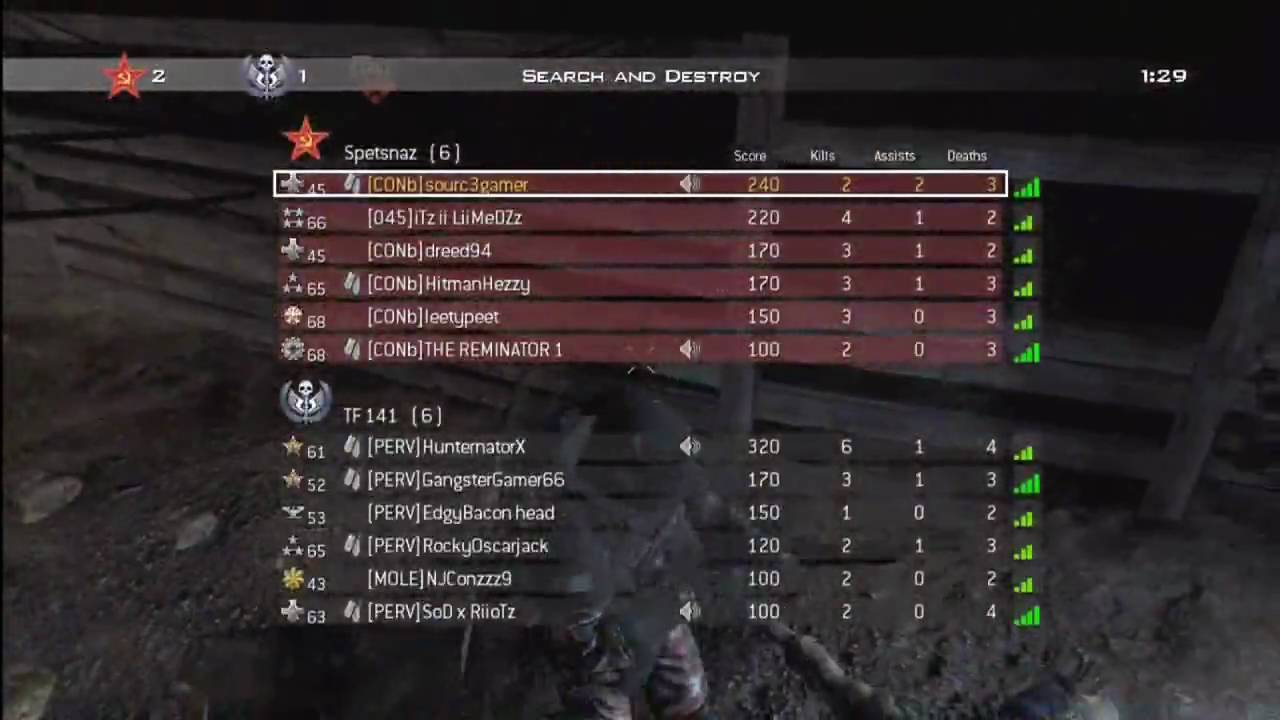 2 1 SEARCH AND DESTROY 1:29
Spetsnaz (6) Score Kills Assists Deaths
45 [CONb]sourc3gamer 240 2 2 3
66 [045]iTz ii LiiMeDZz 220 4 1 2
45 [CONb]dreed94 170 3 1 2
65 [CONb]HitmanHezzy 170 3 1 3
68 [CONb]leetypeet 150 3 0 3
68 [CONb]THE REMINATOR 1 100 2 0 3
TF 141 (6)
61 [PERV]HunternatorX 320 6 1 4
52 [PERV]GangsterGamer66 170 3 1 3
53 [PERV]EdgyBacon head 150 1 0 2
65 [PERV]RockyOscarjack 120 2 1 3
43 [MOLE]NJConzzz9 100 2 0 2
63 [PERV]SoD x RiioTz 100 2 0 4